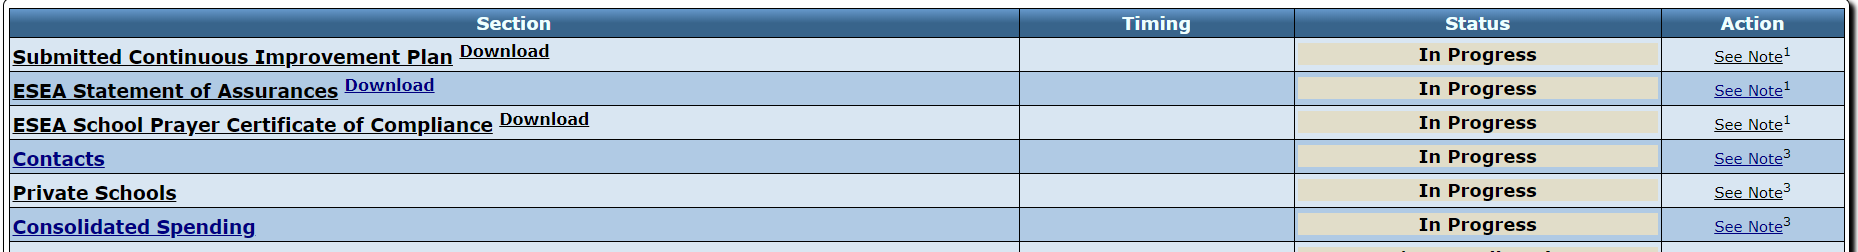 Section Timing Status Action
Submitted Continuous Improvement Plan Download In Progress See Note1
ESEA Statement of Assurances Download In Progress See Note1
ESEA School Prayer Certificate of Compliance Download In Progress See Note1
Contacts In Progress See Note3
Private Schools In Progress See Note3
Consolidated Spending In Progress See Note3